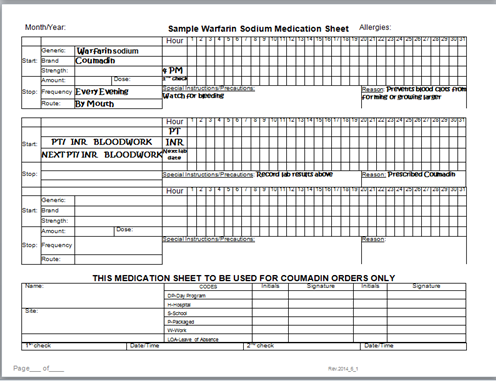 Month/Year: Sample Warfarin Sodium Medication Sheet Allergies:
Hour 1 2 3 4 5 6 7 8 9 10 11 12 13 14 15 16 17 18 19 20 21 22 23 24 25 26 27 28 29 30 31
Generic: Warfarin sodium
Start: Brand Coumadin
Strength: 4 PM
Amount: Dose: check
Stop: Frequency Every Evening Special Instructions/Precautions: Reason: Prevents blood clots from
Watch for bleeding forming or growing larger
Route: By Mouth
Hour 1 2 3 4 5 6 7 8 9 10 11 12 13 14 15 16 17 18 19 20 21 22 23 24 25 26 27 28 29 30 31
PT
Start: PT/ INR BLOODWORK INR
NEXT PT/ INR BLOODWORK Next lab
date
Stop: Special Instructions/Precautions: Record lab results above Reason: Prescribed Coumadin
Hour 1 2 3 4 5 6 7 8 9 10 11 12 13 14 15 16 17 18 19 20 21 22 23 24 25 26 27 28 29 30 31
Generic:
Start: Brand
Strength:
Amount: Dose:
Stop: Frequency Special Instructions/Precautions: Reason:
Route:
THIS MEDICATION SHEET TO BE USED FOR COUMADIN ORDERS ONLY
Name: CODES Initials Signature Initials Signature
DP-Day Program
H-Hospital
Site: S-School
P-Packaged
W-Work
LOA-Leave of Absence
1st check Date/Time 2nd check Date/Time
Page___ of____ Rev.2014_6_1